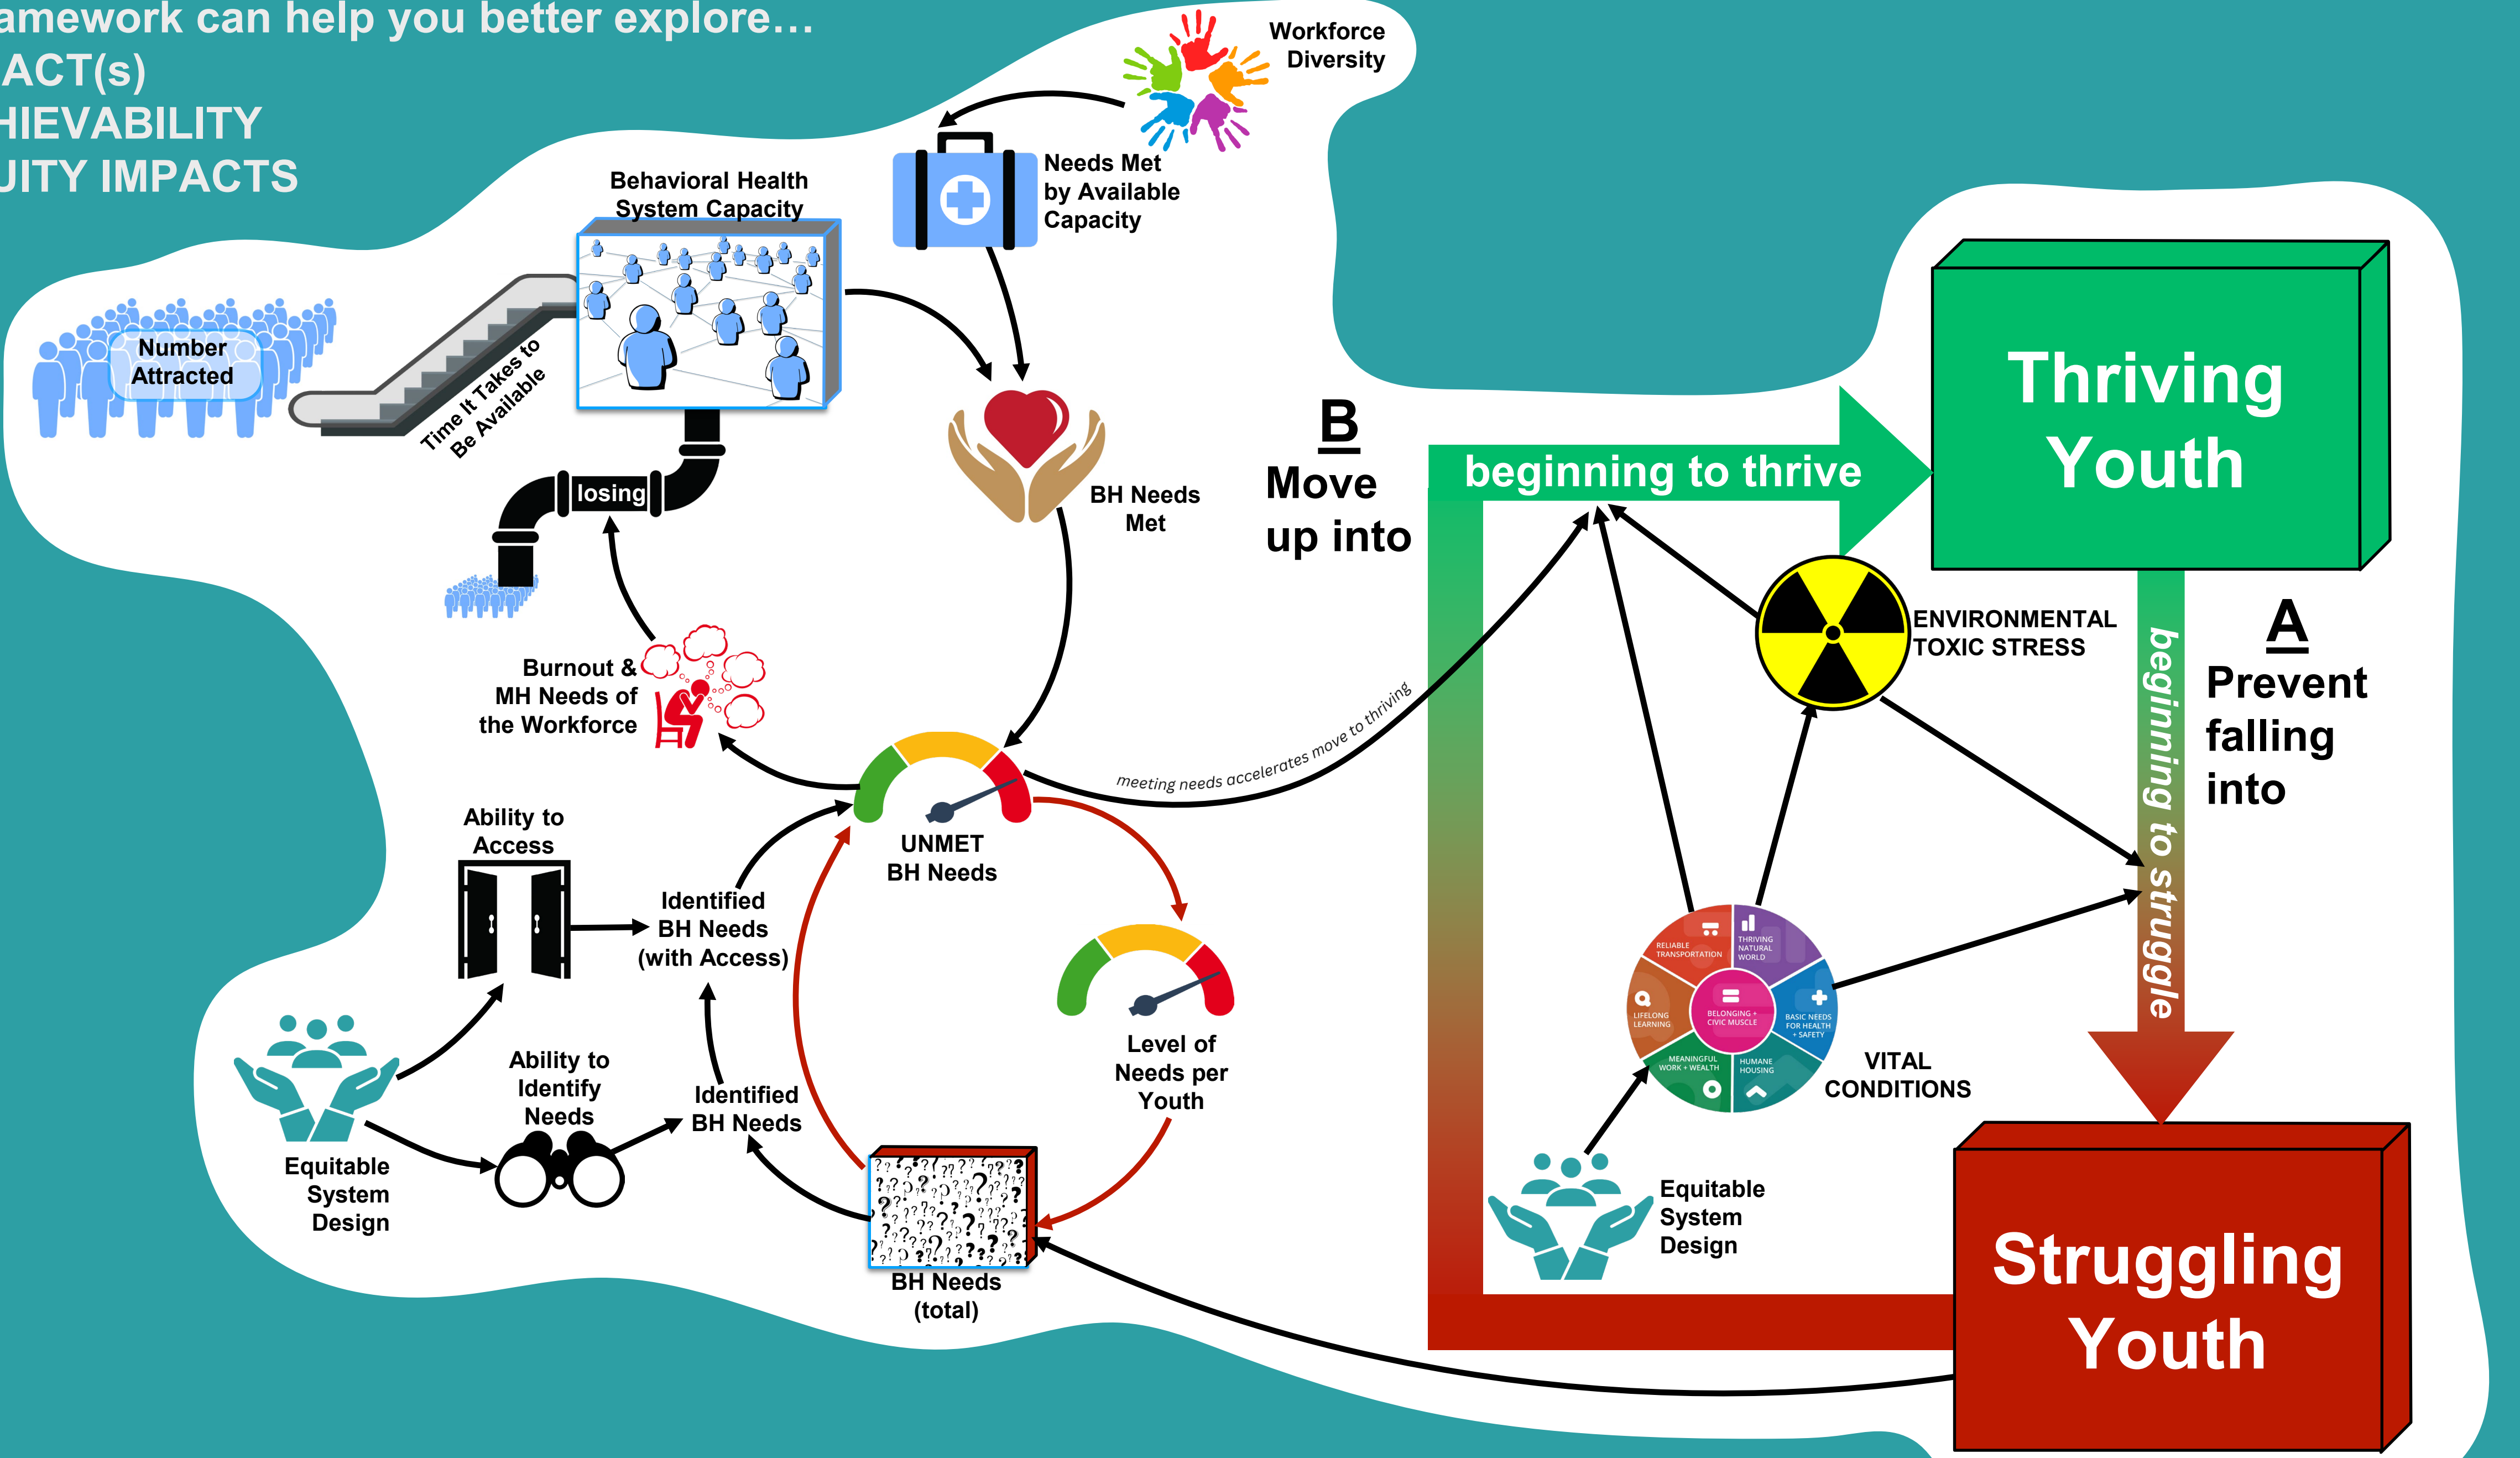 amework can help you better explore...
ACT(s)
HIEVABILITY
UITY IMPACTS
Workforce
Diversity
Needs Met
by Available
Capacity
Behavioral Health
System Capacity
Number
Attracted
Time It Takes to
Be Available
losing
BH Needs
Met
B
Move
up into
beginning to thrive
Thriving
Youth
ENVIRONMENTAL
TOXIC STRESS
A
Prevent
falling
into
beginning to struggle
Burnout &
MH Needs of
the Workforce
meeting needs accelerates move to thriving
UNMET
BH Needs
Ability to
Access
Identified
BH Needs
(with Access)
Level of
Needs per
Youth
Ability to
Identify
Needs
Identified
BH Needs
Equitable
System
Design
BH Needs
(total)
RELIABLE
TRANSPORTATION
THRIVING
NATURAL
WORLD
LIFELONG
LEARNING
BELONGING +
CIVIC MUSCLE
BASIC NEEDS
FOR HEALTH
+ SAFETY
MEANINGFUL
WORK + WEALTH
HUMANE
HOUSING
VITAL
CONDITIONS
Equitable
System
Design
Struggling
Youth